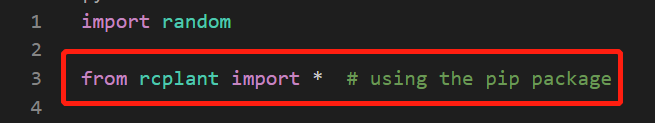 1 import random
2
3 from rcplant import * # using the pip package
4